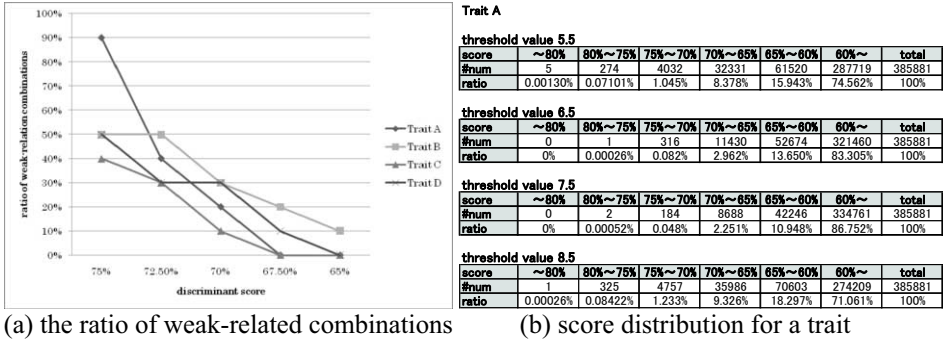 100%
90%
80%
70%
60%
50%
40%
30%
20%
10%
0%
ratio of weak-relation combinations
75% 72.50% 70% 67.50% 65%
discriminant score
Trait A
Trait B
Trait C
Trait D
(a) the ratio of weak-related combinations
Trait A
threshold value 5.5
score ～80% 80%～75% 75%～70% 70%～65% 65%～60% 60%～ total
#num 5 274 4032 32331 61520 287719 385881
ratio 0.00130% 0.07101% 1.045% 8.378% 15.943% 74.562% 100%
threshold value 6.5
score ～80% 80%～75% 75%～70% 70%～65% 65%～60% 60%～ total
#num 0 1 316 11430 52674 321460 385881
ratio 0% 0.00026% 0.082% 2.962% 13.650% 83.305% 100%
threshold value 7.5
score ～80% 80%～75% 75%～70% 70%～65% 65%～60% 60%～ total
#num 0 2 184 8688 42246 334761 385881
ratio 0% 0.00052% 0.048% 2.251% 10.948% 86.752% 100%
threshold value 8.5
score ～80% 80%～75% 75%～70% 70%～65% 65%～60% 60%～ total
#num 1 325 4757 35986 70603 274209 385881
ratio 0.00026% 0.08422% 1.233% 9.326% 18.297% 71.061% 100%
(b) score distribution for a trait